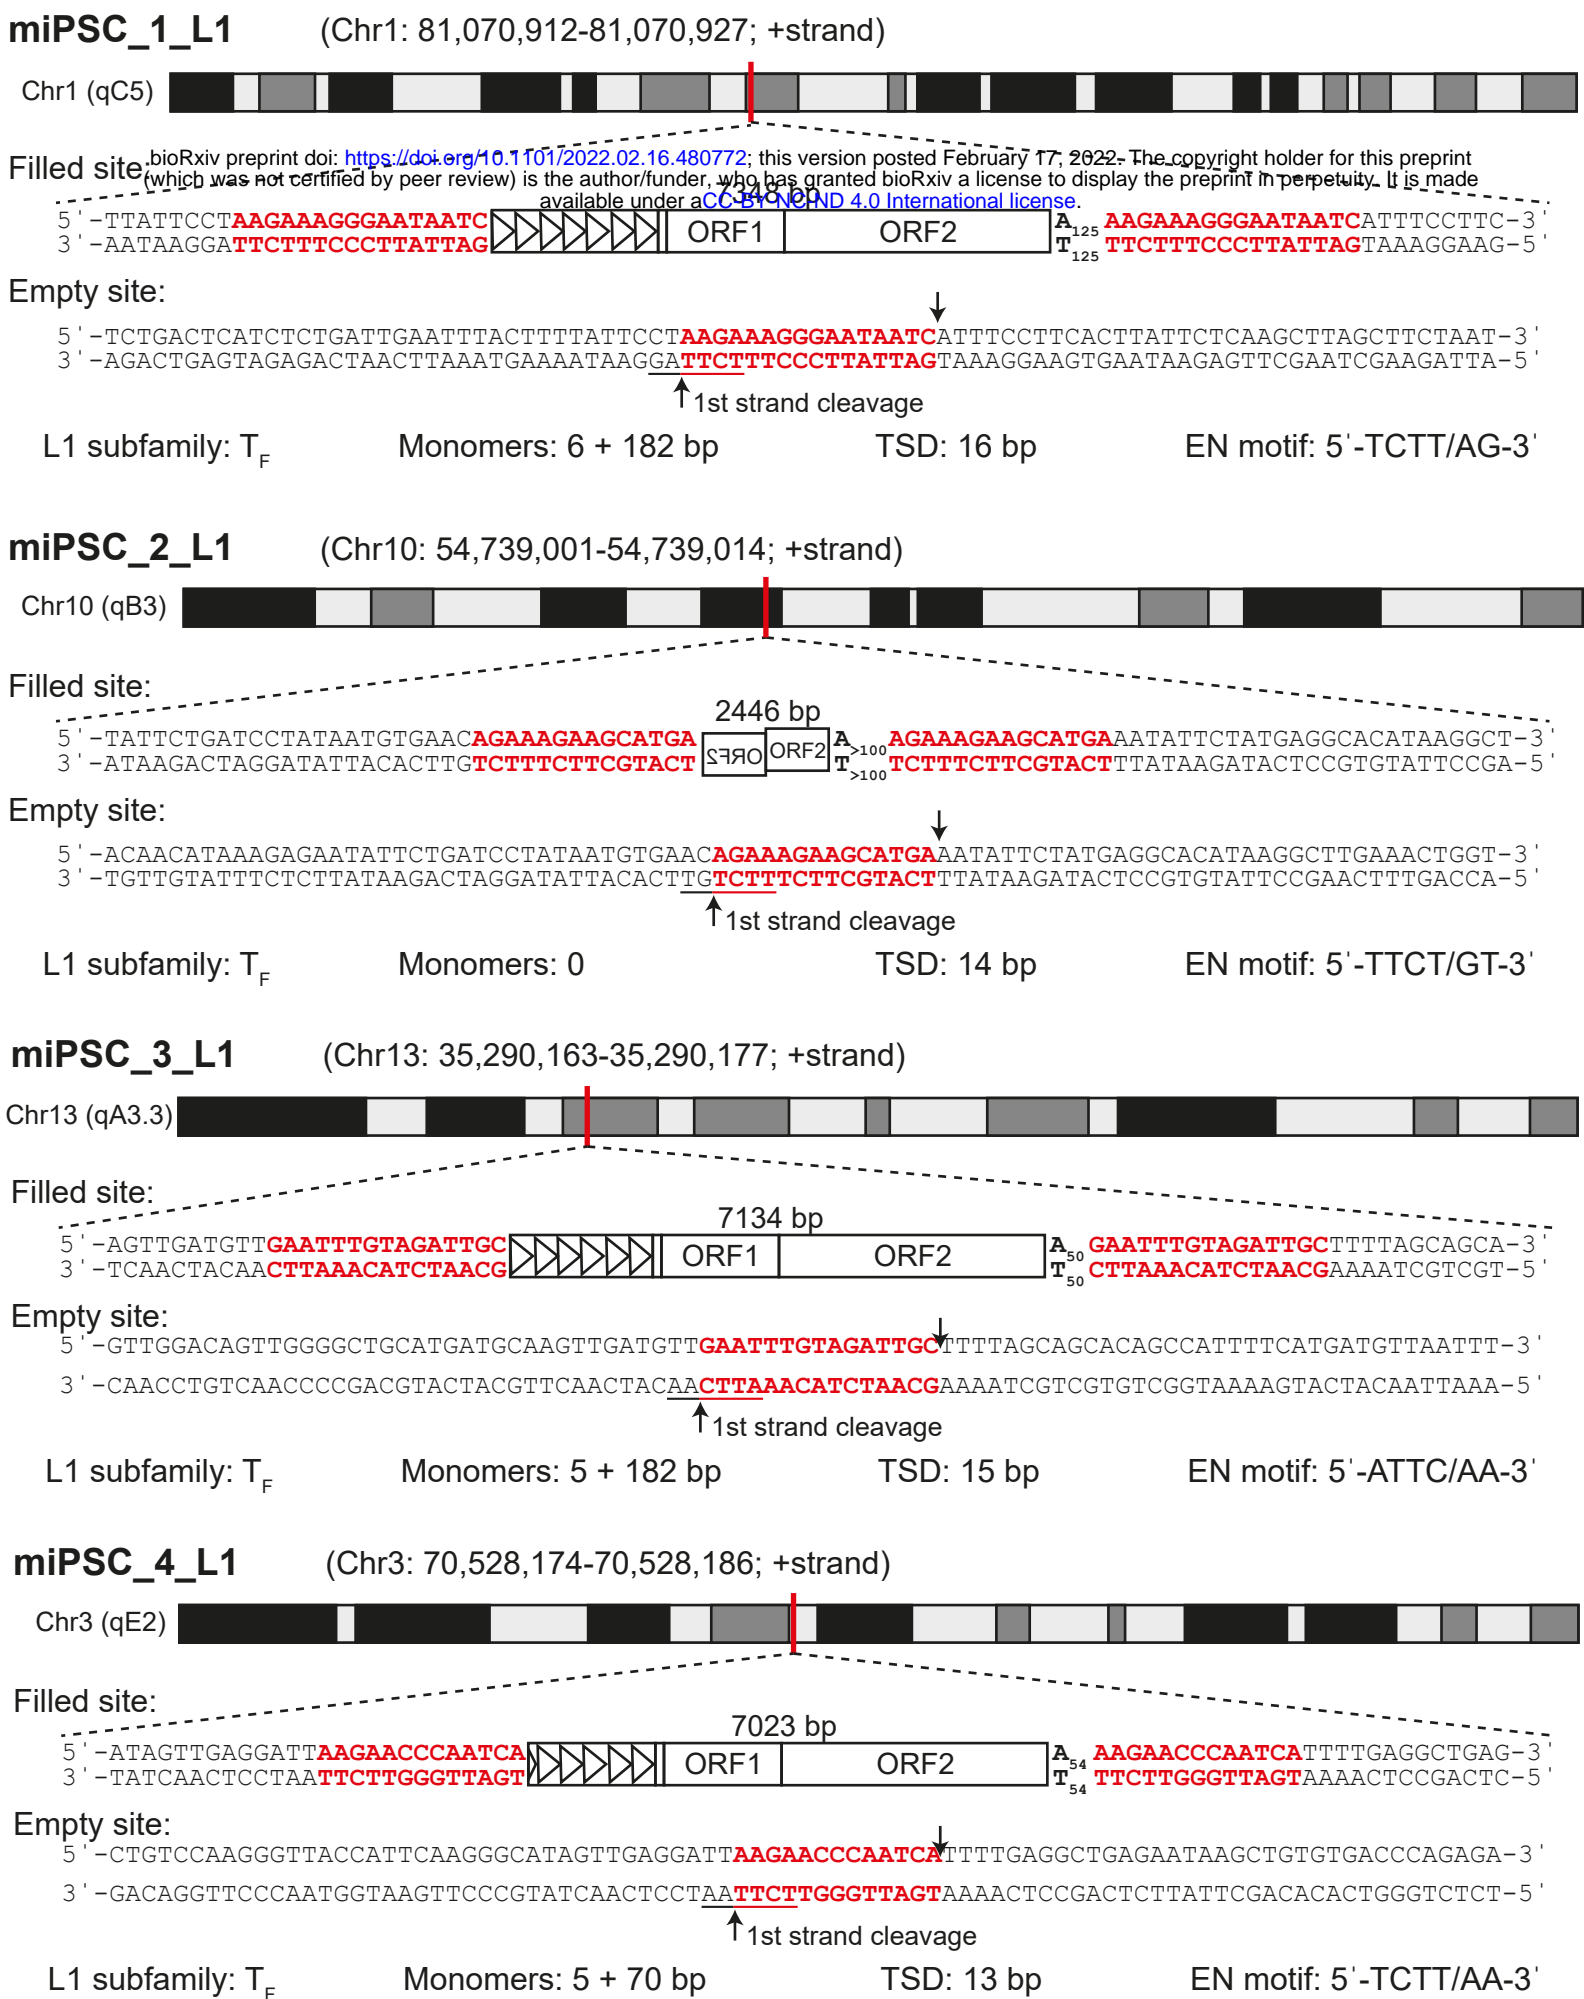 miPSC_1_L1 (Chr1: 81,070,912-81,070,927; +strand)
Chr1 (qC5)
bioRxiv preprint doi: https://doi.org/10.1101/2022.02.16.480772; this version posted February 17, 2022. The copyright holder for this preprint
Filled site:
(which was not certified by peer review) is the author/funder, who has granted bioRxiv a license to display the preprint in perpetuity. It is made
available under aCC-BY-NC-ND 4.0 International license.
7348 bp
5'-TTATTCCTAAGAAAGGGAATAATC ORF1 ORF2 A125 AAGAAAGGGAATAATCATTTCCTTC-3'
3'-AATAAGGATTCTTTCCCTTATTAG T125 TTCTTTCCCTTATTAGTAAAGGAAG-5'
Empty site:
5'-TCTGACTCATCTCTGATTGAATTTACTTTTATTCCTAAGAAAGGGAATAATCATTTCCTTCACTTATTCTCAAGCTTAGCTTCTAAT-3'
3'-AGACTGAGTAGAGACTAACTTAAATGAAAATAAGGATTCTTTCCCTTATTAGTAAAGGAAGTGAATAAGAGTTCGAATCGAAGATTA-5'
1st strand cleavage
L1 subfamily: TF Monomers: 6 + 182 bp TSD: 16 bp EN motif: 5'-TCTT/AG-3'
miPSC_2_L1 (Chr10: 54,739,001-54,739,014; +strand)
Chr10 (qB3)
Filled site:
2446 bp
5'-TATTCTGATCCTATAATGTGAACAGAAAGAAGCATGA ORF2 ORF2 A>100 AGAAAGAAGCATGAAATATTCTATGAGGCACATAAGGCT-3'
3'-ATAAGACTAGGATATTACACTTGTCTTTCTTCGTACT T>100 TCTTTCTTCGTACTTTATAAGATACTCCGTGTATTCCGA-5'
Empty site:
5'-ACAACATAAAGAGAATATTCTGATCCTATAATGTGAACAGAAAGAAGCATGAAATATTCTATGAGGCACATAAGGCTTGAAACTGGT-3'
3'-TGTTGTATTTCTCTTATAAGACTAGGATATTACACTTGTCTTTCTTCGTACTTTATAAGATACTCCGTGTATTCCGAACTTTGACCA-5'
1st strand cleavage
L1 subfamily: TF Monomers: 0 TSD: 14 bp EN motif: 5'-TTCT/GT-3'
miPSC_3_L1 (Chr13: 35,290,163-35,290,177; +strand)
Chr13 (qA3.3)
Filled site:
7134 bp
5'-AGTTGATGTTGAATTTGTAGATTGC ORF1 ORF2 A50 GAATTTGTAGATTGCTTTTAGCAGCA-3'
3'-TCAACTACAACTTAAACATCTAACG T50 CTTAAACATCTAACGAAAATCGTCGT-5'
Empty site:
5'-GTTGGACAGTTGGGGCTGCATGATGCAAGTTGATGTTGAATTTGTAGATTGCTTTTAGCAGCACAGCCATTTTCATGATGTTAATTT-3'
3'-CAACCTGTCAACCCCGACGTACTACGTTCAACTACAACTTAAACATCTAACGAAAATCGTCGTGTCGGTAAAAGTACTACAATTAAA-5'
1st strand cleavage
L1 subfamily: TF Monomers: 5 + 182 bp TSD: 15 bp EN motif: 5'-ATTC/AA-3'
miPSC_4_L1 (Chr3: 70,528,174-70,528,186; +strand)
Chr3 (qE2)
Filled site:
7023 bp
5'-ATAGTTGAGGATTAAGAACCCAATCA ORF1 ORF2 A54 AAGAACCCAATCATTTTGAGGCTGAG-3'
3'-TATCAACTCCTAATTCTTGGGTTAGT T54 TTCTTGGGTTAGTAAAACTCCGACTC-5'
Empty site:
5'-CTGTCCAAGGGTTACCATTCAAGGGCATAGTTGAGGATTAAGAACCCAATCATTTTGAGGCTGAGAATAAGCTGTGTGACCCAGAGA-3'
3'-GACAGGTTCCCAATGGTAAGTTCCCGTATCAACTCCTAATTCTTGGGTTAGTAAAACTCCGACTCTTATTCGACACACTGGGTCTCT-5'
1st strand cleavage
L1 subfamily: TF Monomers: 5 + 70 bp TSD: 13 bp EN motif: 5'-TCTT/AA-3'